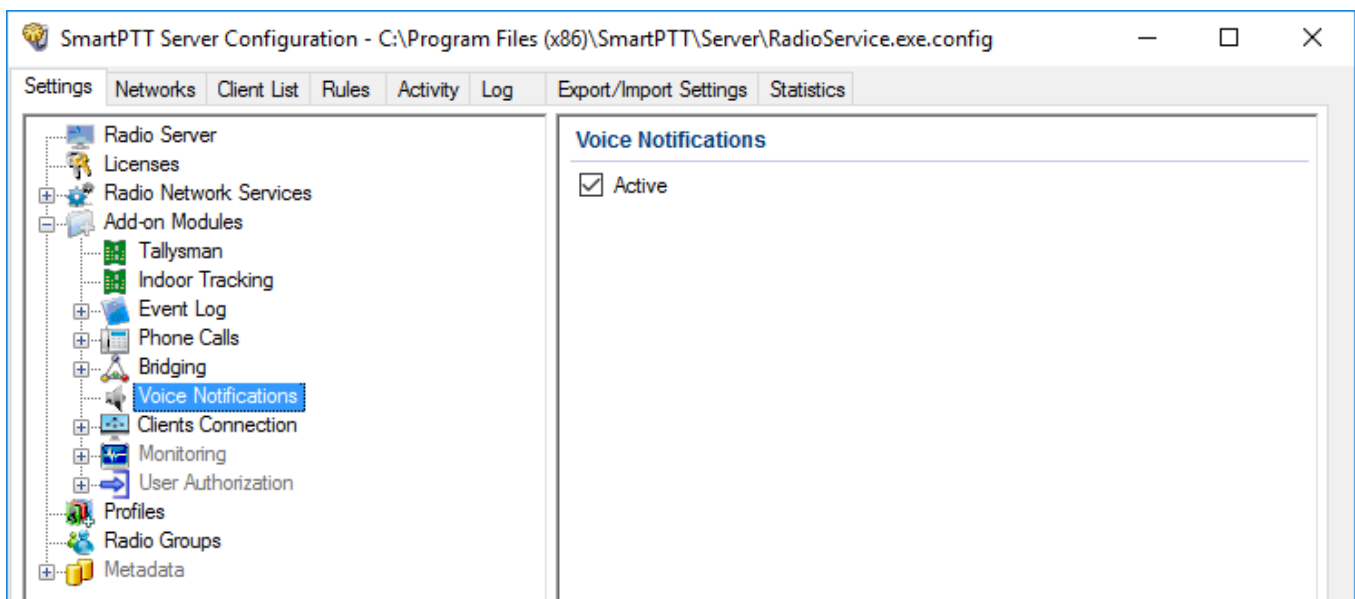 SmartPTT Server Configuration - C:\Program Files (x86)\SmartPTT\Server\RadioService.exe.config
Settings Networks Client List Rules Activity Log Export/Import Settings Statistics
Radio Server
Licenses
Radio Network Services
Add-on Modules
Tallysman
Indoor Tracking
Event Log
Phone Calls
Bridging
Voice Notifications
Clients Connection
Monitoring
User Authorization
Profiles
Radio Groups
Metadata
Voice Notifications
Active